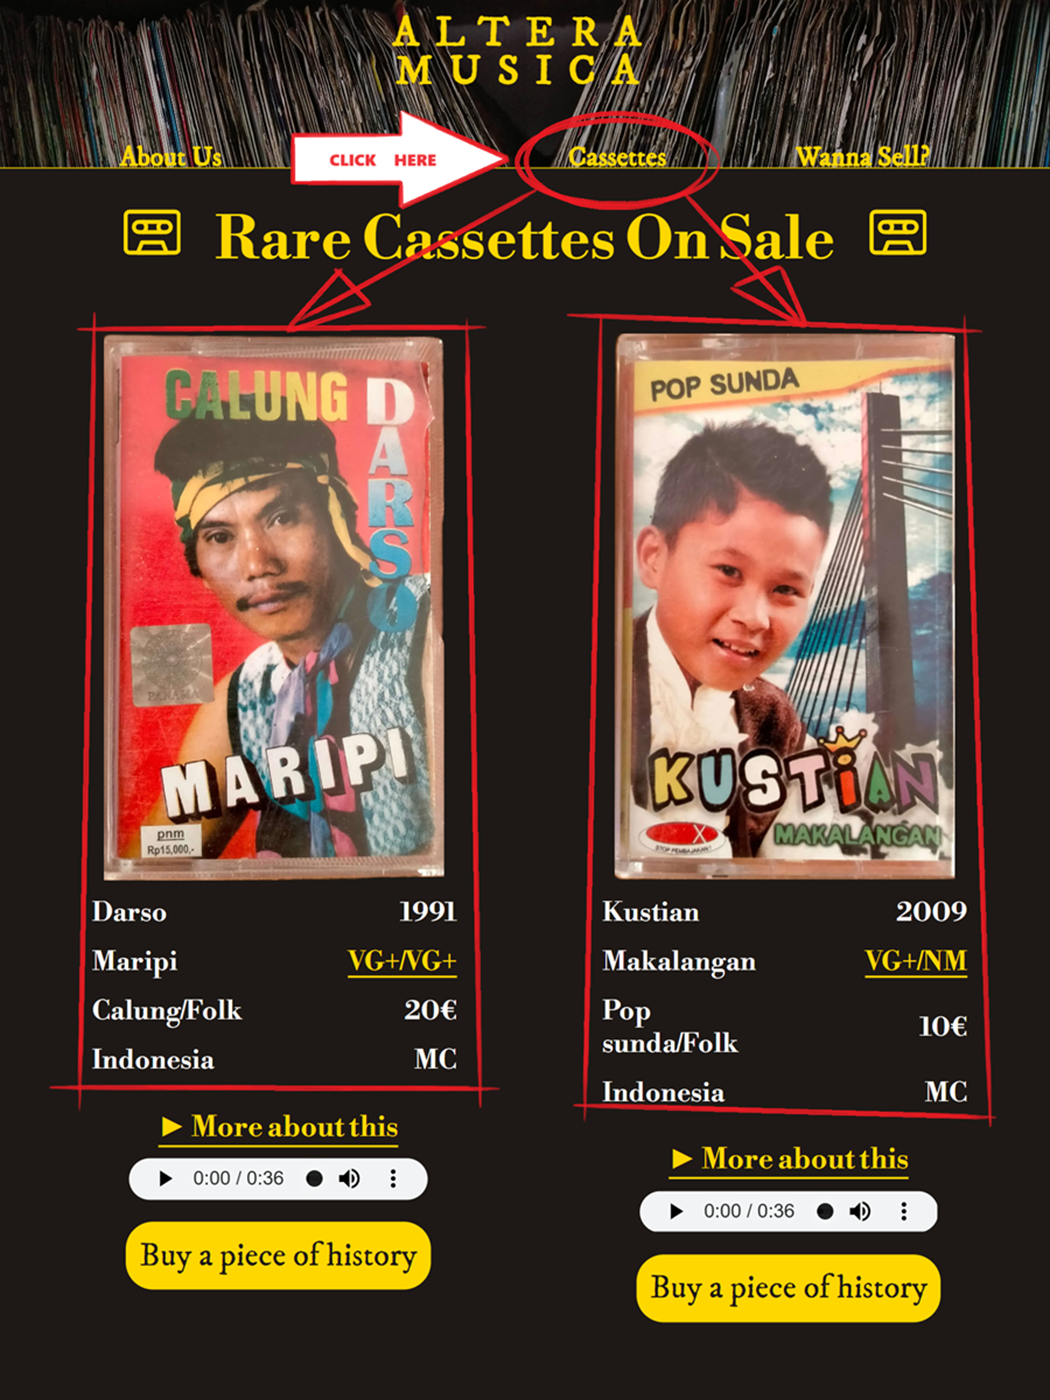 ALTERA
MUSICA
About Us
CLICK HERE
Cassettes
Wanna Sell?
Rare Cassettes On Sale
CALUNG
DARSO
PANAMA
MARIPI
pnm
Rp15,000,-
POP SUNDA
KUSTiAN
MAKALANGAN
X
STOP PEMBAJAKAN!
Darso 1991
Maripi VG+/VG+
Calung/Folk 20€
Indonesia MC
► More about this
0:00 / 0:36
Buy a piece of history
Kustian 2009
Makalangan VG+/NM
Pop
sunda/Folk 10€
Indonesia MC
► More about this
0:00 / 0:36
Buy a piece of history